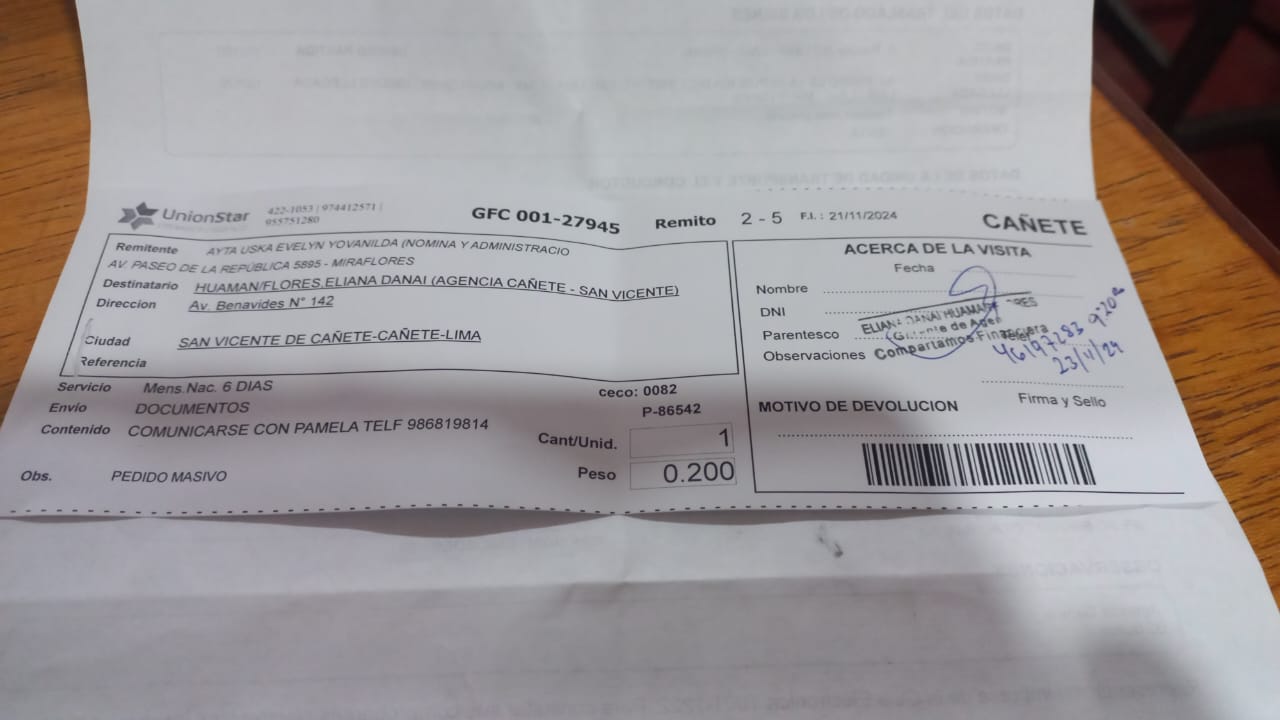 UnionStar 422-1053 | 974412571 |
955751280
GFC 001-27945 Remito 2 - 5 F.I. : 21/11/2024 CAÑETE
Remitente AYTA USKA EVELYN YOVANILDA (NOMINA Y ADMINISTRACIO
AV. PASEO DE LA REPÚBLICA 5895 - MIRAFLORES
Destinatario HUAMAN/FLORES,ELIANA DANAI (AGENCIA CAÑETE - SAN VICENTE)
Direccion Av. Benavides N° 142
Ciudad SAN VICENTE DE CAÑETE-CAÑETE-LIMA
Referencia
Servicio Mens.Nac. 6 DIAS ceco: 0082
Envío DOCUMENTOS P-86542
Contenido COMUNICARSE CON PAMELA TELF 986819814
Cant/Unid. 1
Obs. PEDIDO MASIVO Peso 0.200
ACERCA DE LA VISITA
Fecha
Nombre
DNI
Parentesco
Observaciones
ELIANA DANAI HUAMAN
Gerente de Agen
Compartamos Financiera
46197283 9:20
23/11/24
Firma y Sello
MOTIVO DE DEVOLUCION